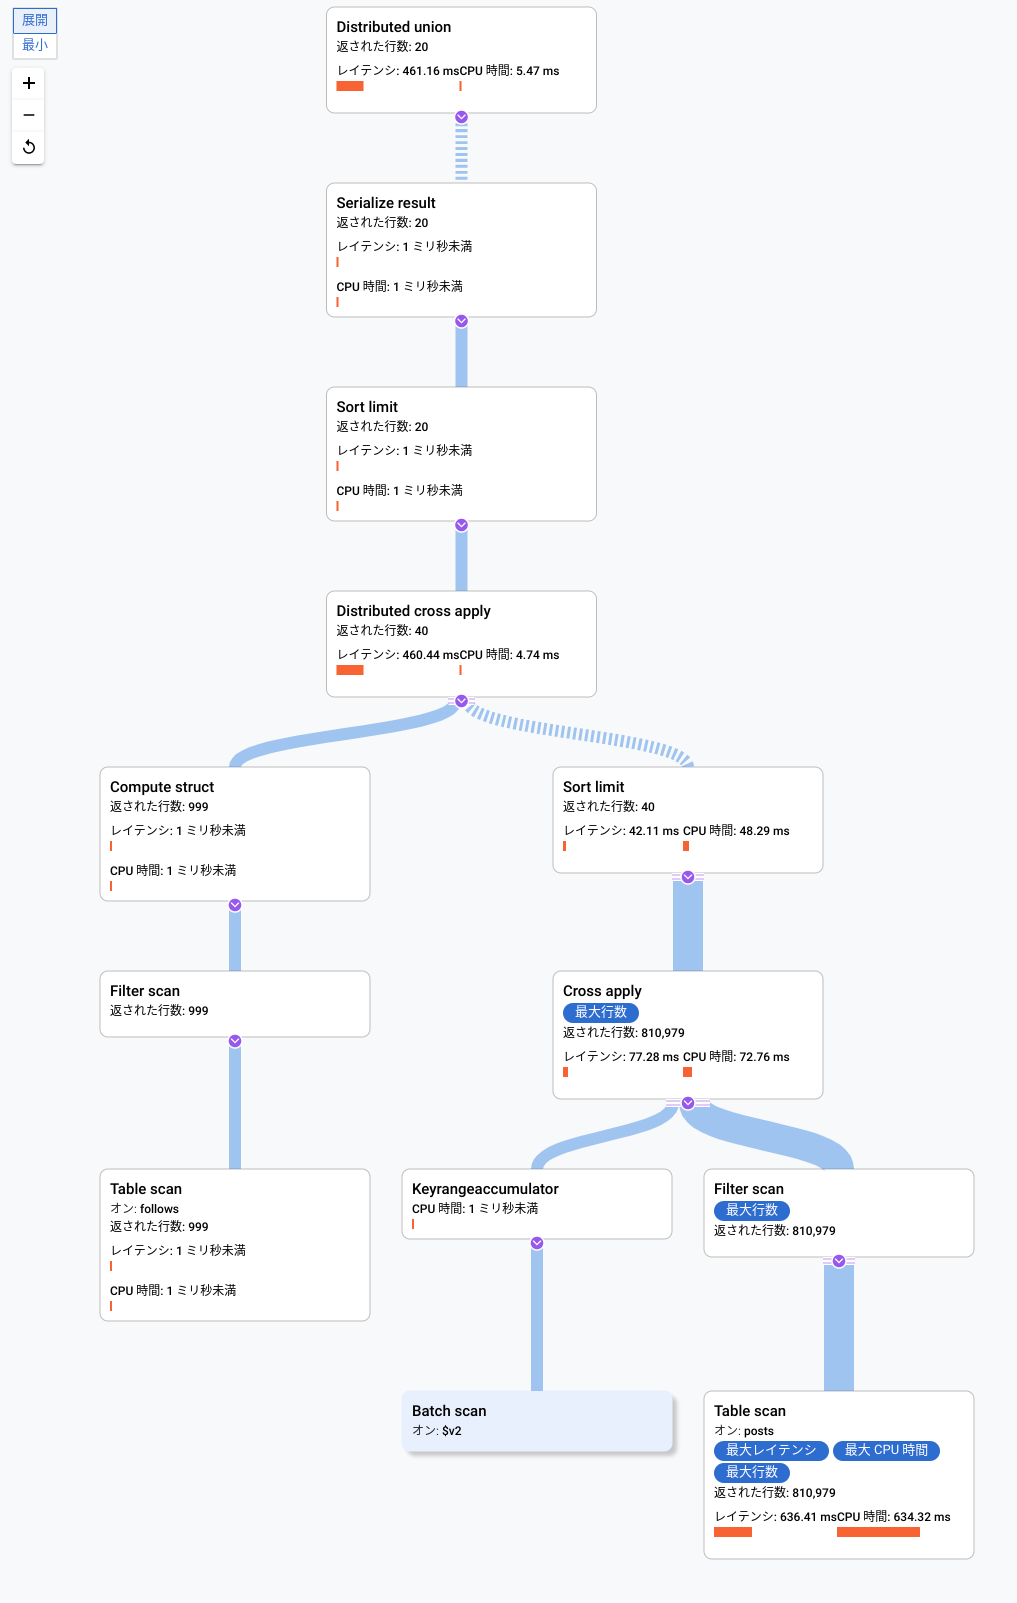 展開
最小
Distributed union
返された行数: 20
レイテンシ: 461.16 msCPU 時間: 5.47 ms
Serialize result
返された行数: 20
レイテンシ: 1 ミリ秒未満
CPU 時間: 1 ミリ秒未満
Sort limit
返された行数: 20
レイテンシ: 1 ミリ秒未満
CPU 時間: 1 ミリ秒未満
Distributed cross apply
返された行数: 40
レイテンシ: 460.44 msCPU 時間: 4.74 ms
Compute struct
返された行数: 999
レイテンシ: 1 ミリ秒未満
CPU 時間: 1 ミリ秒未満
Sort limit
返された行数: 40
レイテンシ: 42.11 ms CPU 時間: 48.29 ms
Filter scan
返された行数: 999
Cross apply
最大行数
返された行数: 810,979
レイテンシ: 77.28 ms CPU 時間: 72.76 ms
Table scan
オン: follows
返された行数: 999
レイテンシ: 1 ミリ秒未満
CPU 時間: 1 ミリ秒未満
Keyrangeaccumulator
CPU 時間: 1 ミリ秒未満
Filter scan
最大行数
返された行数: 810,979
Batch scan
オン: $v2
Table scan
オン: posts
最大レイテンシ 最大 CPU 時間
最大行数
返された行数: 810,979
レイテンシ: 636.41 msCPU 時間: 634.32 ms